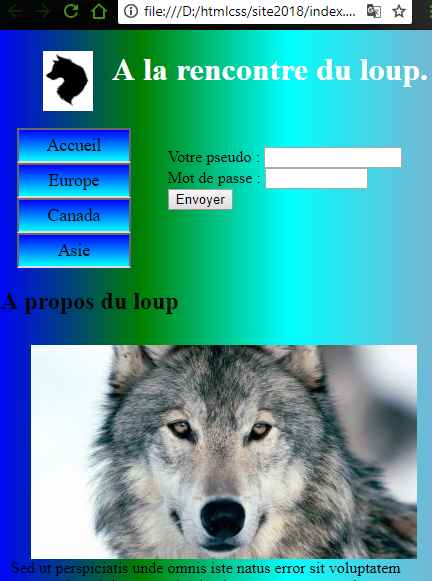 file:///D:/htmlcss/site2018/index....
A la rencontre du loup.
Accueil
Europe
Canada
Asie
Votre pseudo :
Mot de passe :
Envoyer
A propos du loup
Sed ut perspiciatis unde omnis iste natus error sit voluptatem